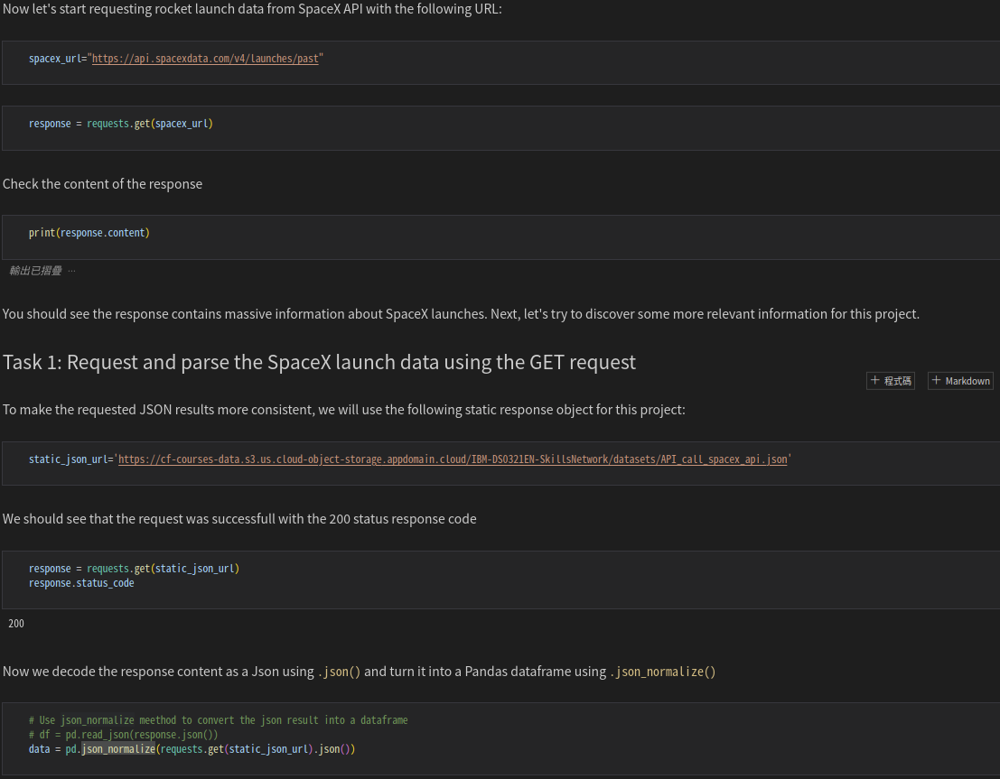 Now let's start requesting rocket launch data from SpaceX API with the following URL:
spacex_url="https://api.spacexdata.com/v4/launches/past"
response = requests.get(spacex_url)
Check the content of the response
print(response.content)
輸出已摺疊 ···
You should see the response contains massive information about SpaceX launches. Next, let's try to discover some more relevant information for this project.
Task 1: Request and parse the SpaceX launch data using the GET request
+ 程式碼 + Markdown
To make the requested JSON results more consistent, we will use the following static response object for this project:
static_json_url='https://cf-courses-data.s3.us.cloud-object-storage.appdomain.cloud/IBM-DS0321EN-SkillsNetwork/datasets/API_call_spacex_api.json'
We should see that the request was successfull with the 200 status response code
response = requests.get(static_json_url)
response.status_code
200
Now we decode the response content as a Json using .json() and turn it into a Pandas dataframe using .json_normalize()
# Use json_normalize meethod to convert the json result into a dataframe
# df = pd.read_json(response.json())
data = pd.json_normalize(requests.get(static_json_url).json())